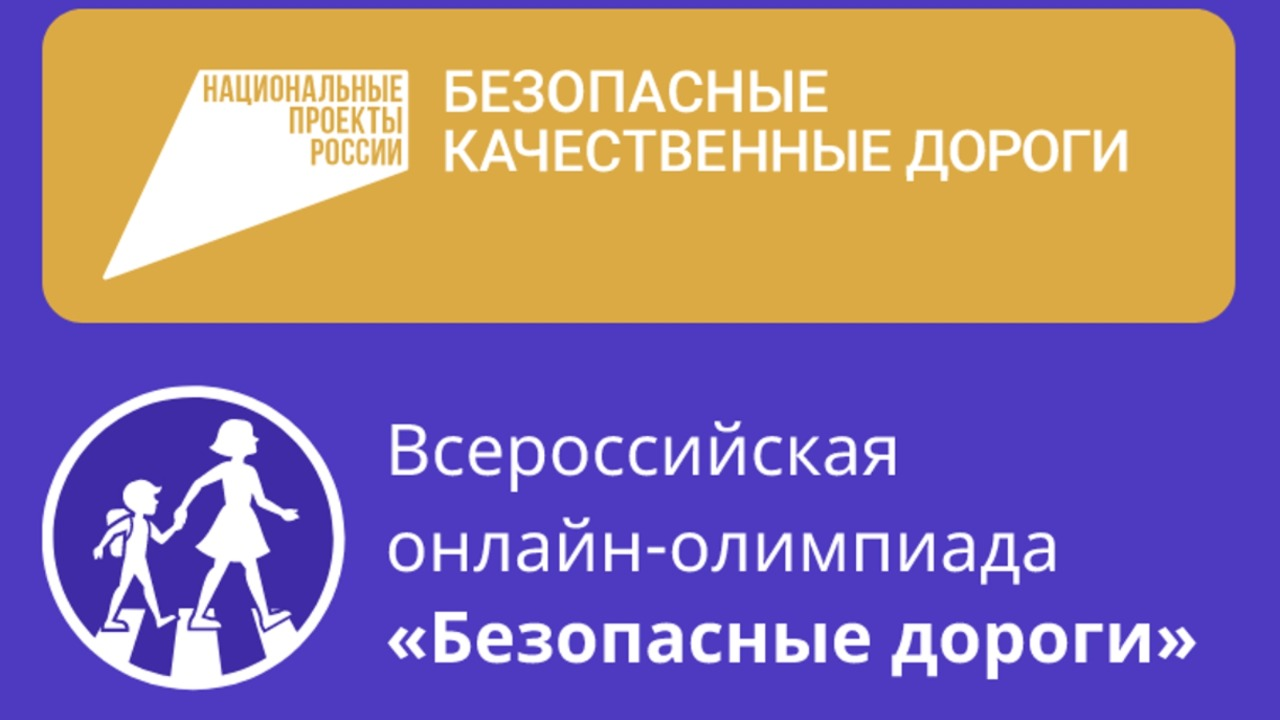 НАЦИОНАЛЬНЫЕ
ПРОЕКТЫ
РОССИИ
БЕЗОПАСНЫЕ
КАЧЕСТВЕННЫЕ ДОРОГИ
Всероссийская
онлайн-олимпиада
«Безопасные дороги»